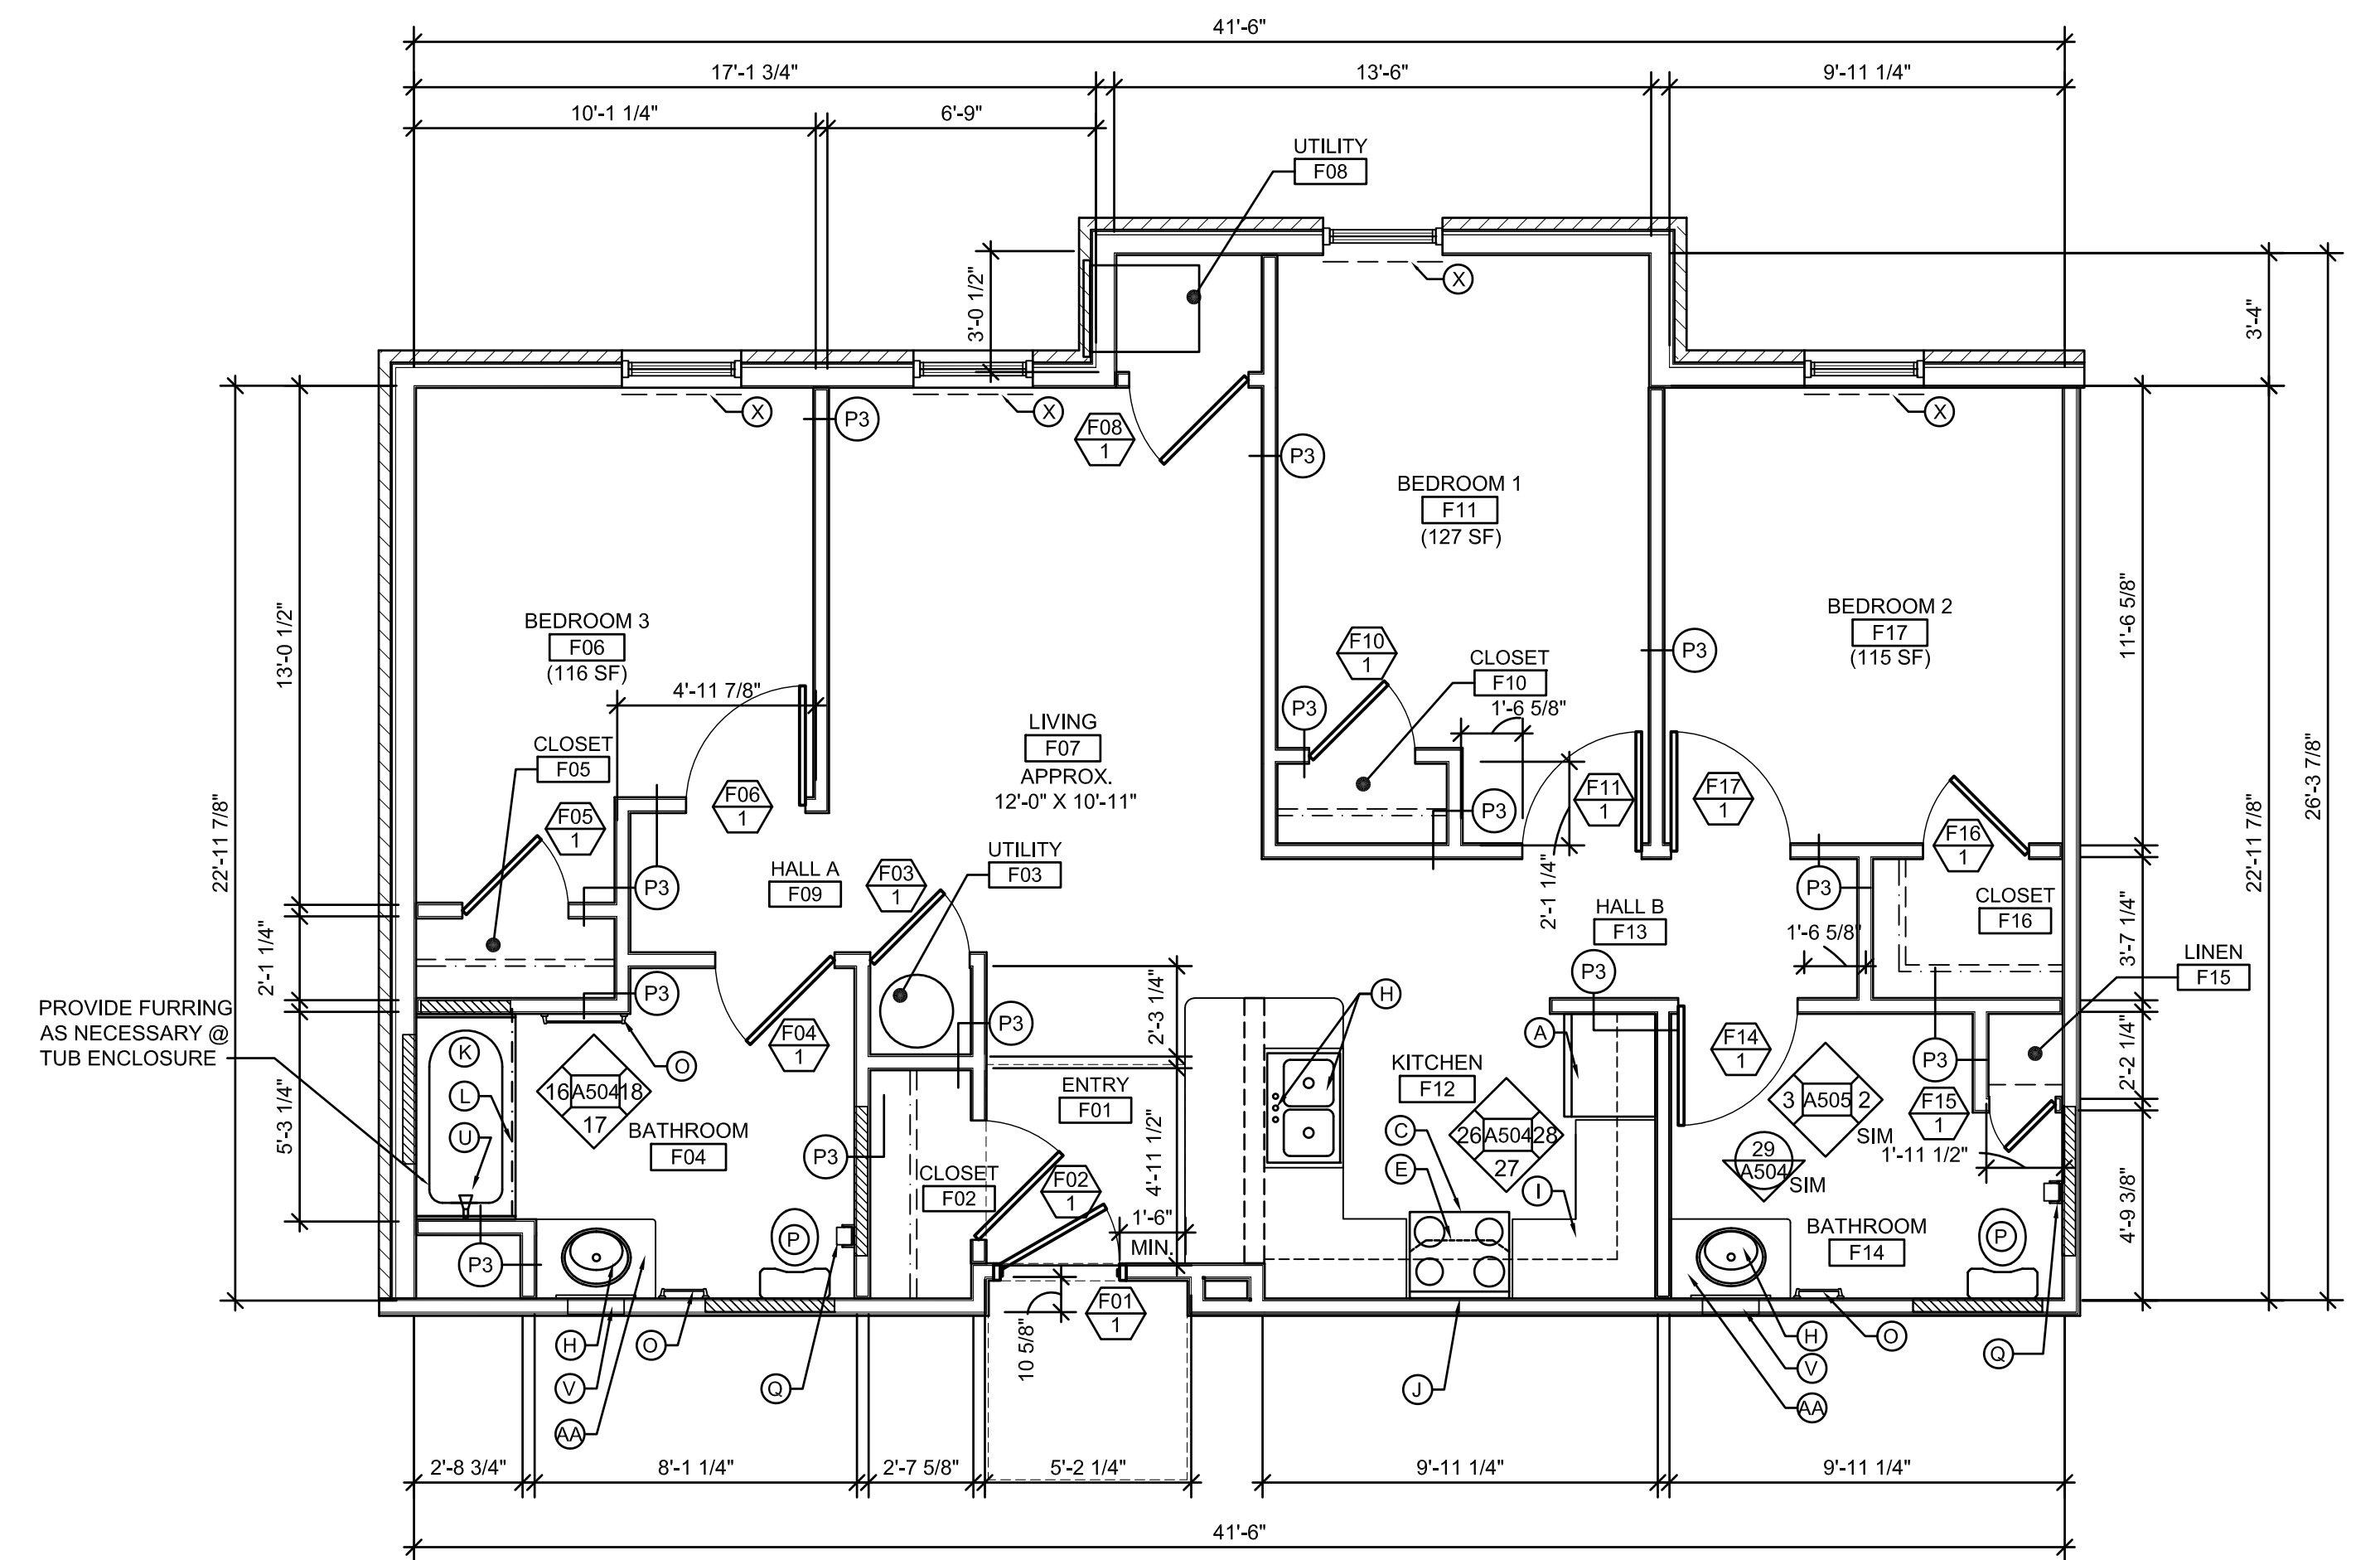 41'-6"
17'-1 3/4"
13'-6"
9'-11 1/4"
10'-1 1/4"
6'-9"
UTILITY
F08
3'-0 1/2"
X
3'-4"
X
X
X
P3
F08
1
P3
BEDROOM 1
F11
(127 SF)
13'-0 1/2"
BEDROOM 3
F06
(116 SF)
BEDROOM 2
F17
(115 SF)
11'-6 5/8"
F10
1
P3
CLOSET
F10
1'-6 5/8"
4'-11 7/8"
P3
LIVING
F07
APPROX.
12'-0" X 10'-11"
CLOSET
F05
F05
1
F06
1
P3
F11
1
F17
1
26'-3 7/8"
22'-11 7/8"
22'-11 7/8"
F16
1
UTILITY
F03
HALL A
F09
F03
1
P3
2'-1 1/4"
P3
CLOSET
F16
HALL B
F13
1'-6 5/8"
3'-7 1/4"
2'-1 1/4"
LINEN
F15
P3
P3
H
PROVIDE FURRING
AS NECESSARY @
TUB ENCLOSURE
P3
2'-3 1/4"
A
F04
1
F14
1
P3
2'-2 1/4"
K
O
KITCHEN
F12
ENTRY
F01
L
16
A504
18
17
3
A505
2
SIM
F15
1
5'-3 1/4"
U
BATHROOM
F04
P3
C
E
26
A504
28
27
29
A504
SIM
1'-11 1/2"
4'-11 1/2"
CLOSET
F02
F02
1
I
4'-9 3/8"
1'-6"
MIN.
P3
P
BATHROOM
F14
P
10 5/8"
F01
1
H
O
H
O
Q
V
Q
J
V
AA
AA
2'-8 3/4"
8'-1 1/4"
2'-7 5/8"
5'-2 1/4"
9'-11 1/4"
9'-11 1/4"
41'-6"